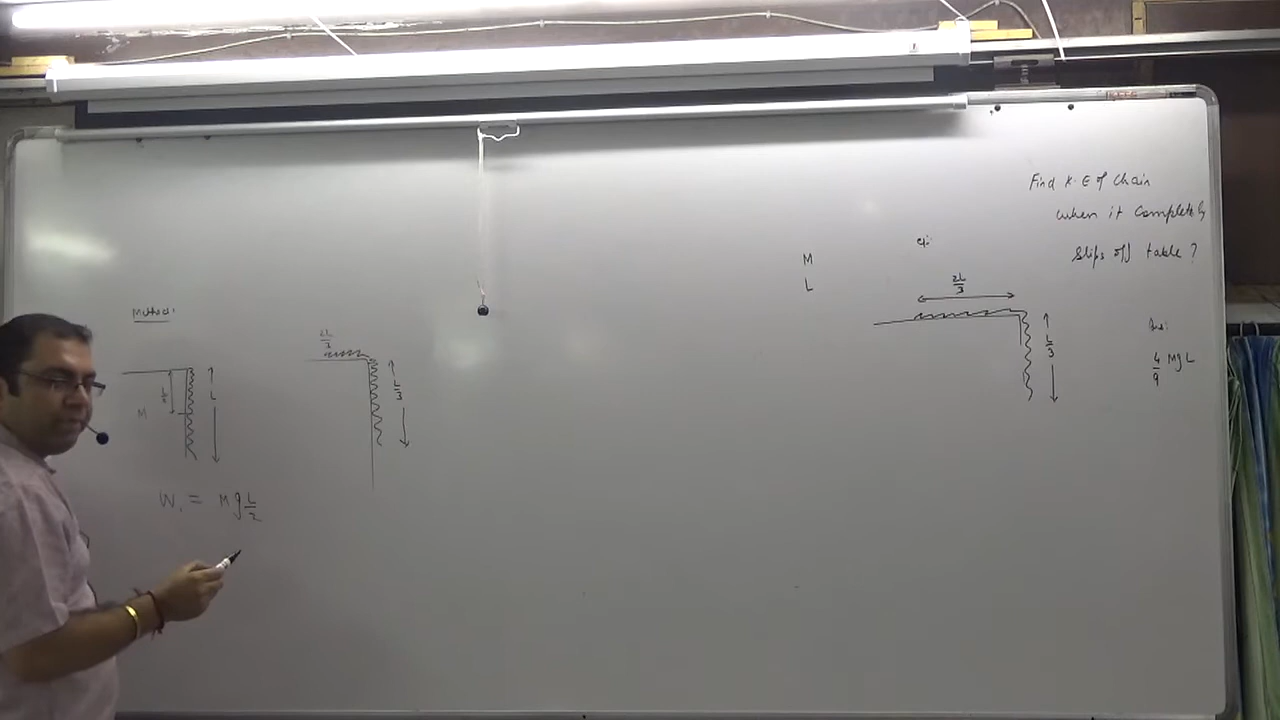 Method:
L/2
L
M
W₁ = Mg L/2
2L/3
L/3
M
L
eg:
2L/3
L/3
Find K·E of Chain
when it completely
slips off table ?
Ans:
4/9 MgL